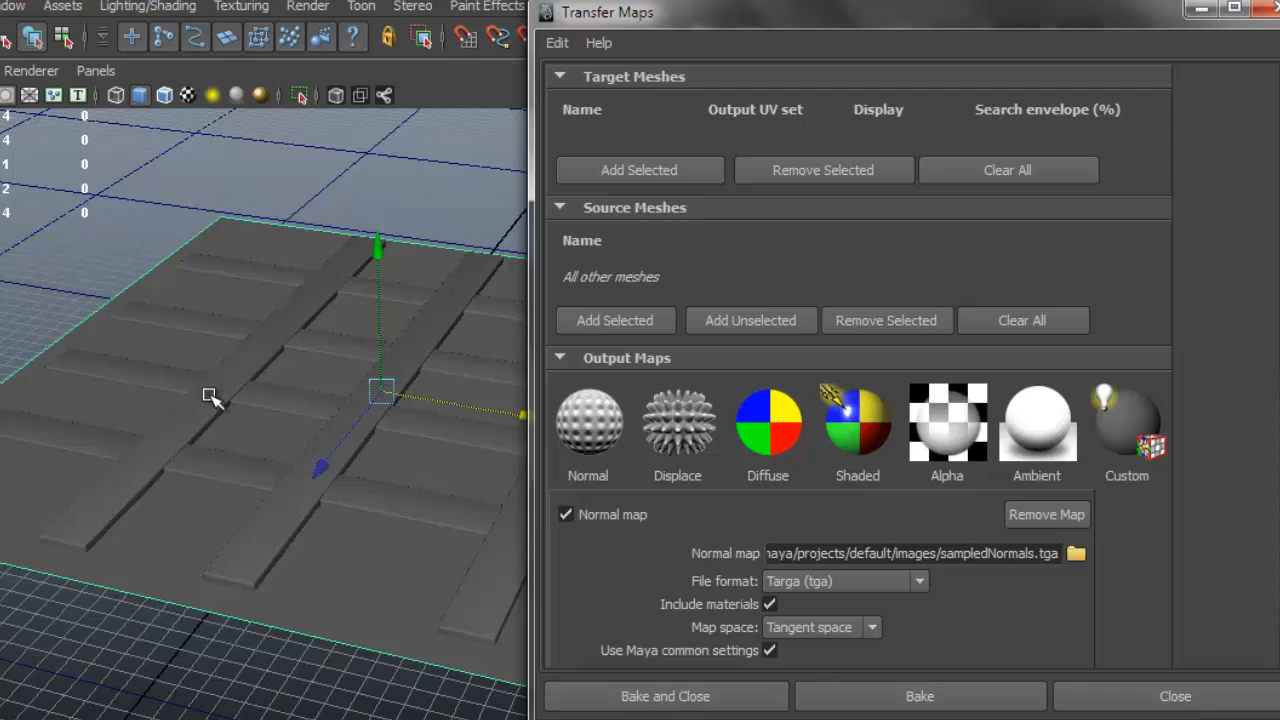 dow Assets Lighting/Shading Texturing Render Toon Stereo Paint Effects
Transfer Maps
Edit Help
Renderer Panels
T
?
4 0
4 0
1 0
2 0
4 0
Target Meshes
Name Output UV set Display Search envelope (%)
Add Selected Remove Selected Clear All
Source Meshes
Name
All other meshes
Add Selected Add Unselected Remove Selected Clear All
Output Maps
Normal Displace Diffuse Shaded Alpha Ambient Custom
Normal map Remove Map
Normal map naya/projects/default/images/sampledNormals.tga
File format: Targa (tga)
Include materials
Map space: Tangent space
Use Maya common settings
Bake and Close Bake Close